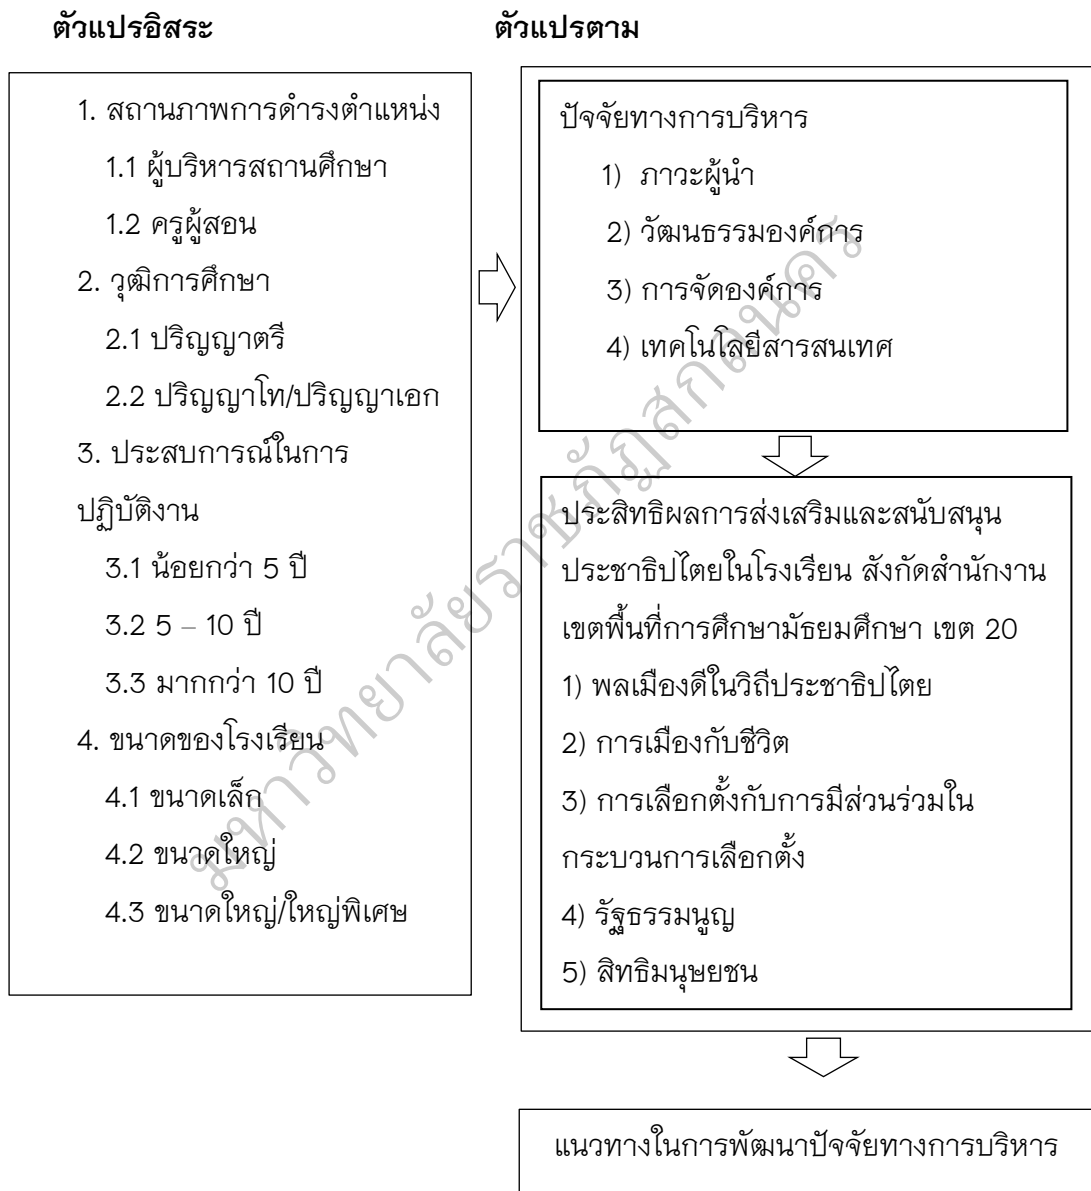 ตัวแปรอิสระ
ตัวแปรตาม
1. สถานภาพการดำรงตำแหน่ง
1.1 ผู้บริหารสถานศึกษา
1.2 ครูผู้สอน
2. วุฒิการศึกษา
2.1 ปริญญาตรี
2.2 ปริญญาโท/ปริญญาเอก
3. ประสบการณ์ในการ
ปฏิบัติงาน
3.1 น้อยกว่า 5 ปี
3.2 5 – 10 ปี
3.3 มากกว่า 10 ปี
4. ขนาดของโรงเรียน
4.1 ขนาดเล็ก
4.2 ขนาดใหญ่
4.3 ขนาดใหญ่/ใหญ่พิเศษ
ปัจจัยทางการบริหาร
1) ภาวะผู้นำ
2) วัฒนธรรมองค์การ
3) การจัดองค์การ
4) เทคโนโลยีสารสนเทศ
ประสิทธิผลการส่งเสริมและสนับสนุน
ประชาธิปไตยในโรงเรียน สังกัดสำนักงาน
เขตพื้นที่การศึกษามัธยมศึกษา เขต 20
1) พลเมืองดีในวิถีประชาธิปไตย
2) การเมืองกับชีวิต
3) การเลือกตั้งกับการมีส่วนร่วมใน
กระบวนการเลือกตั้ง
4) รัฐธรรมนูญ
5) สิทธิมนุษยชน
แนวทางในการพัฒนาปัจจัยทางการบริหาร
มหาวิทยาลัยราชภัฏสกลนคร